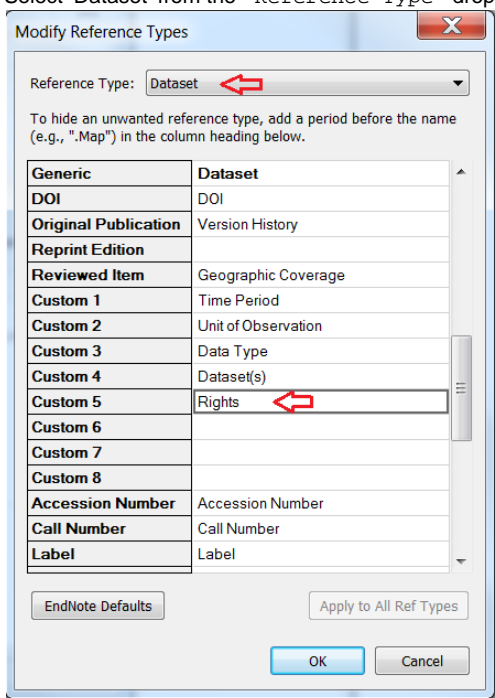 Select "Dataset" from the "Reference Type" drop
Modify Reference Types
X
Reference Type: Dataset
To hide an unwanted reference type, add a period before the name
(e.g., ".Map") in the column heading below.
Generic Dataset
DOI DOI
Original Publication Version History
Reprint Edition
Reviewed Item Geographic Coverage
Custom 1 Time Period
Custom 2 Unit of Observation
Custom 3 Data Type
Custom 4 Dataset(s)
Custom 5 Rights
Custom 6
Custom 7
Custom 8
Accession Number Accession Number
Call Number Call Number
Label Label
EndNote Defaults Apply to All Ref Types
OK Cancel